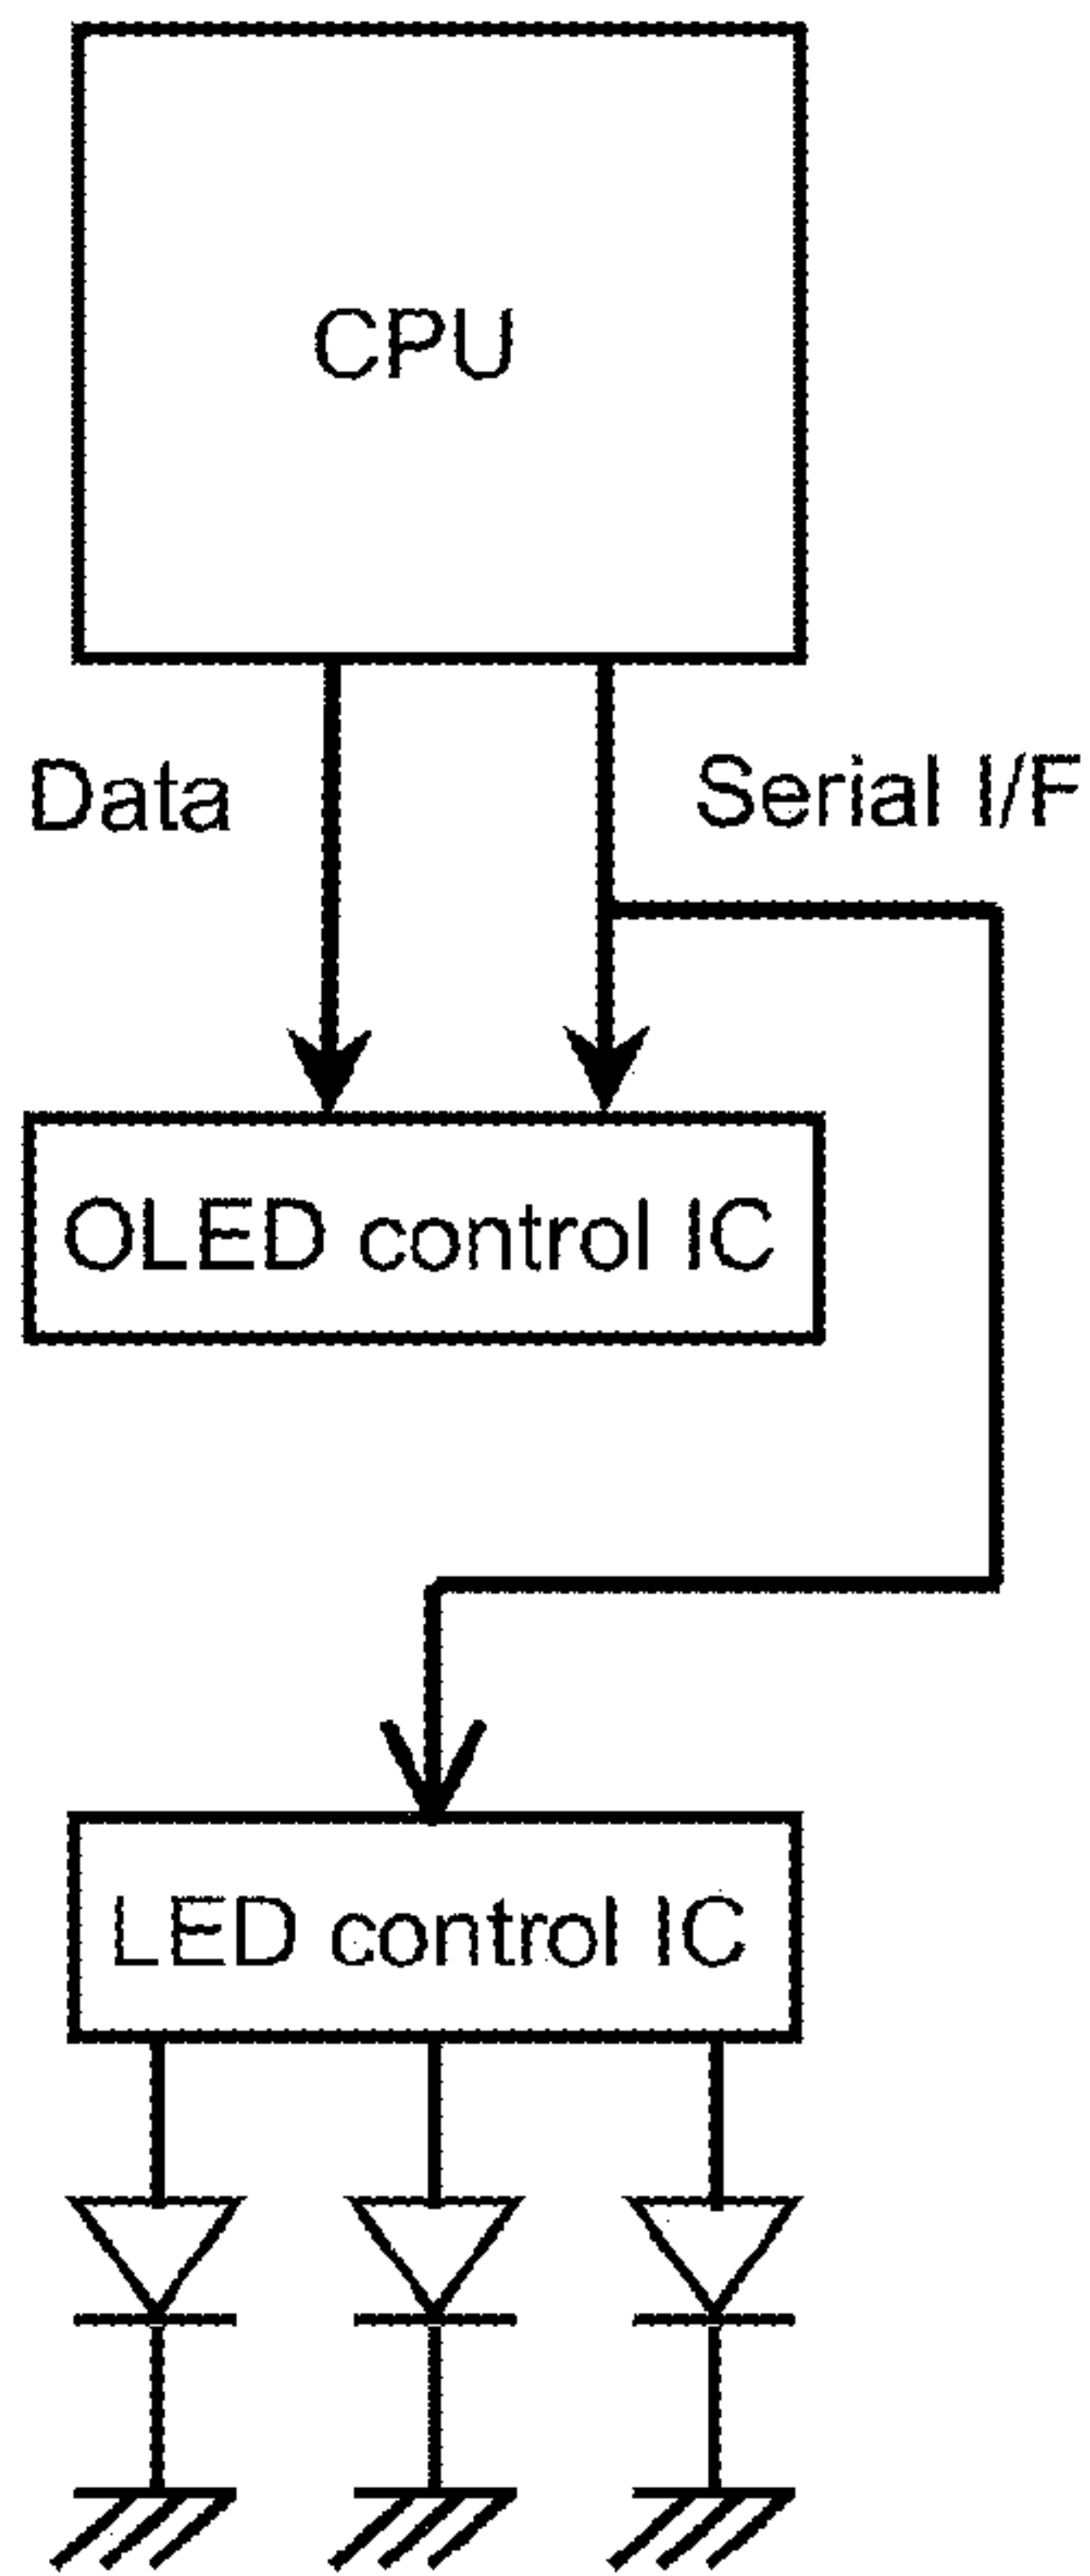 CPU
Data
Serial I/F
OLED control IC
LED control IC